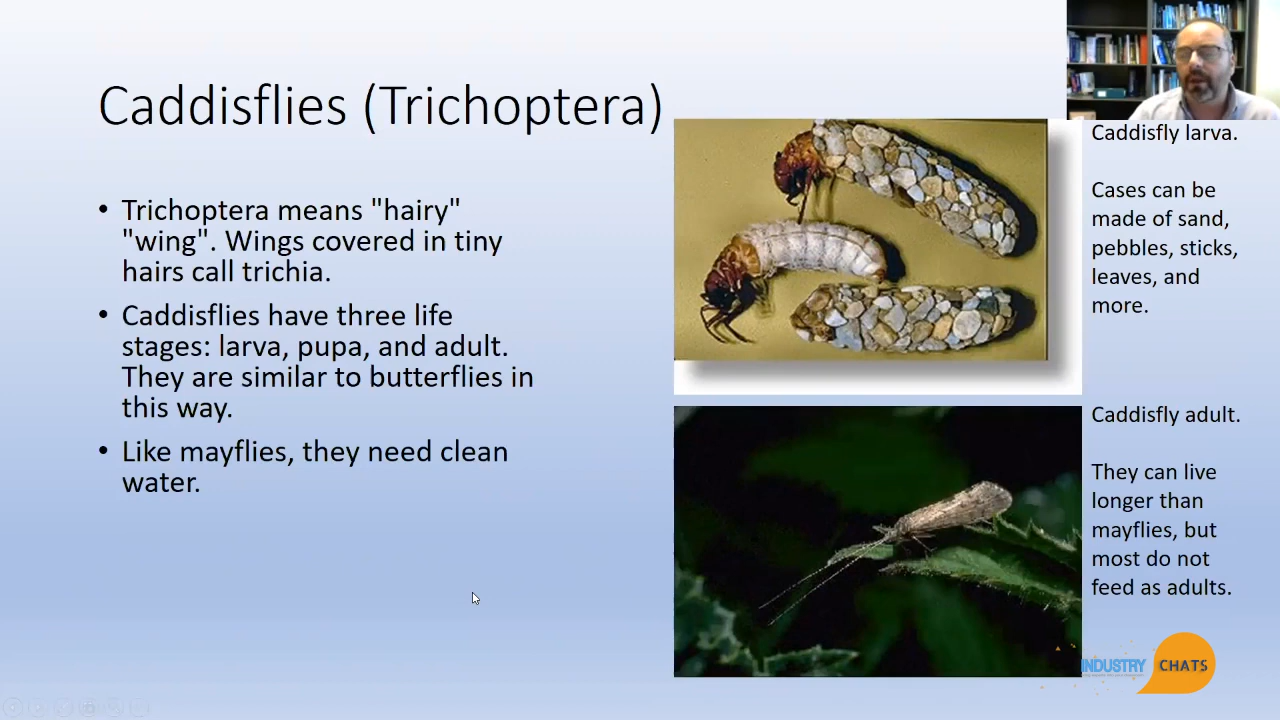 Caddisflies (Trichoptera)
• Trichoptera means "hairy"
"wing". Wings covered in tiny
hairs call trichia.
• Caddisflies have three life
stages: larva, pupa, and adult.
They are similar to butterflies in
this way.
• Like mayflies, they need clean
water.
Caddisfly larva.
Cases can be
made of sand,
pebbles, sticks,
leaves, and
more.
Caddisfly adult.
They can live
longer than
mayflies, but
most do not
feed as adults.
INDUSTRY CHATS